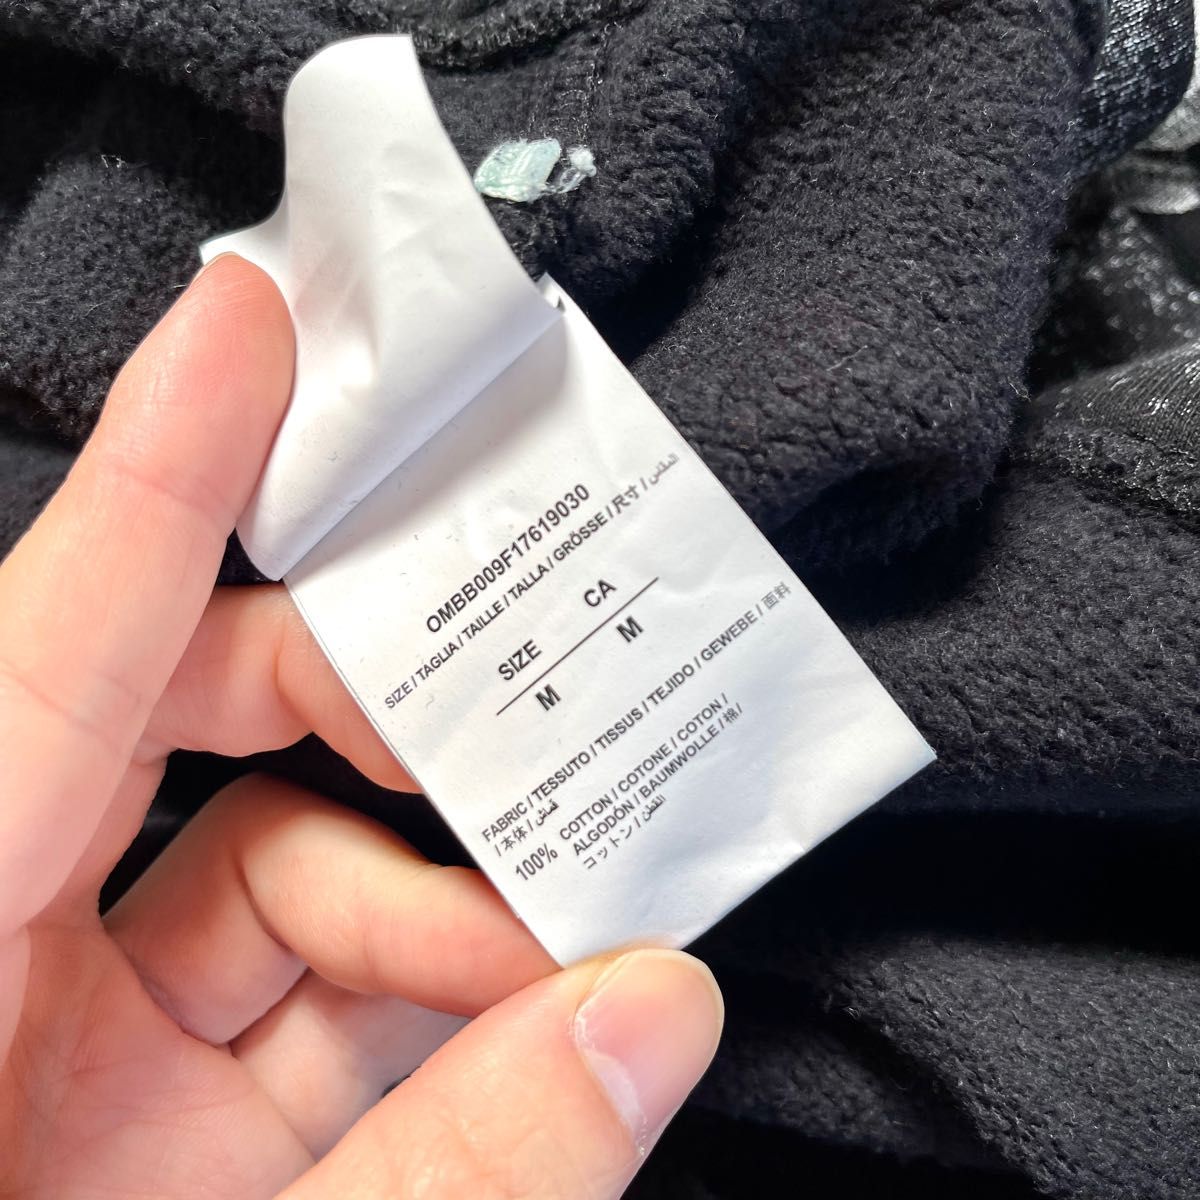 OMBB009F17619030
SIZE / TAGLIA / TAILLE / TALLA / GRÖSSE / 尺寸 / المقاس
SIZE CA
M M
FABRIC / TESSUTO / TISSUS / TEJIDO / GEWEBE / 面料
/ 本体 / قماش
100% COTTON / COTONE / COTON /
ALGODÓN / BAUMWOLLE / 棉 /
コットン / القطن